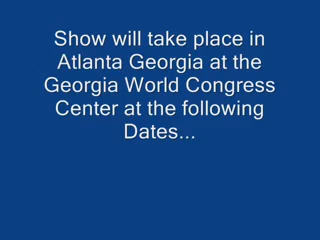 Show will take place in
Atlanta Georgia at the
Georgia World Congress
Center at the following
Dates...